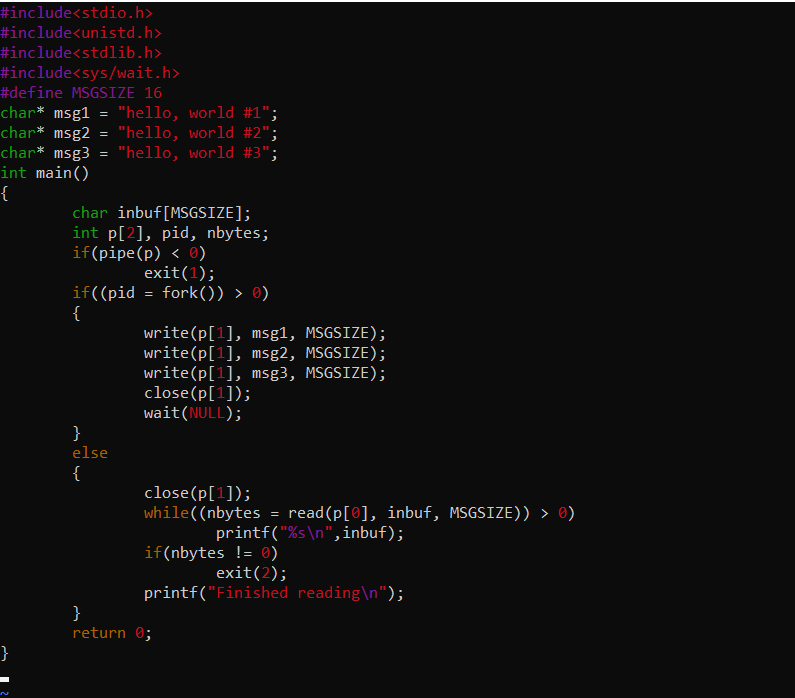 #include<stdio.h>
#include<unistd.h>
#include<stdlib.h>
#include<sys/wait.h>
#define MSGSIZE 16
char* msg1 = "hello, world #1";
char* msg2 = "hello, world #2";
char* msg3 = "hello, world #3";
int main()
{
        char inbuf[MSGSIZE];
        int p[2], pid, nbytes;
        if(pipe(p) < 0)
                exit(1);
        if((pid = fork()) > 0)
        {
                write(p[1], msg1, MSGSIZE);
                write(p[1], msg2, MSGSIZE);
                write(p[1], msg3, MSGSIZE);
                close(p[1]);
                wait(NULL);
        }
        else
        {
                close(p[1]);
                while((nbytes = read(p[0], inbuf, MSGSIZE)) > 0)
                        printf("%s\n",inbuf);
                if(nbytes != 0)
                        exit(2);
                printf("Finished reading\n");
        }
        return 0;
}
~